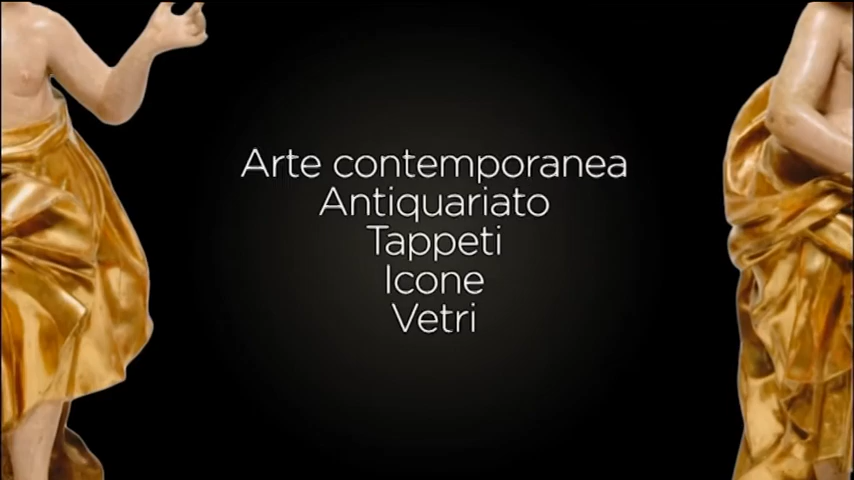 Arte contemporanea
Antiquariato
Tappeti
Icone
Vetri